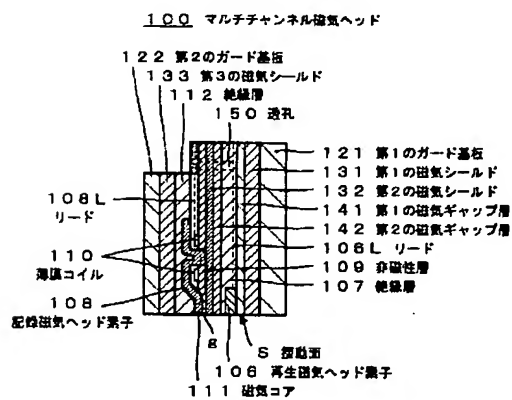 100 マルチチャンネル磁気ヘッド
122 第2のガード基板
133 第3の磁気シールド
112 絶縁層
150 透孔
108L
リード
110
薄膜コイル
108
記録磁気ヘッド素子
121 第1のガード基板
131 第1の磁気シールド
132 第2の磁気シールド
141 第1の磁気ギャップ層
142 第2の磁気ギャップ層
106L リード
109 非磁性層
107 絶縁層
g
S 摺動面
106 再生磁気ヘッド素子
111 磁気コア